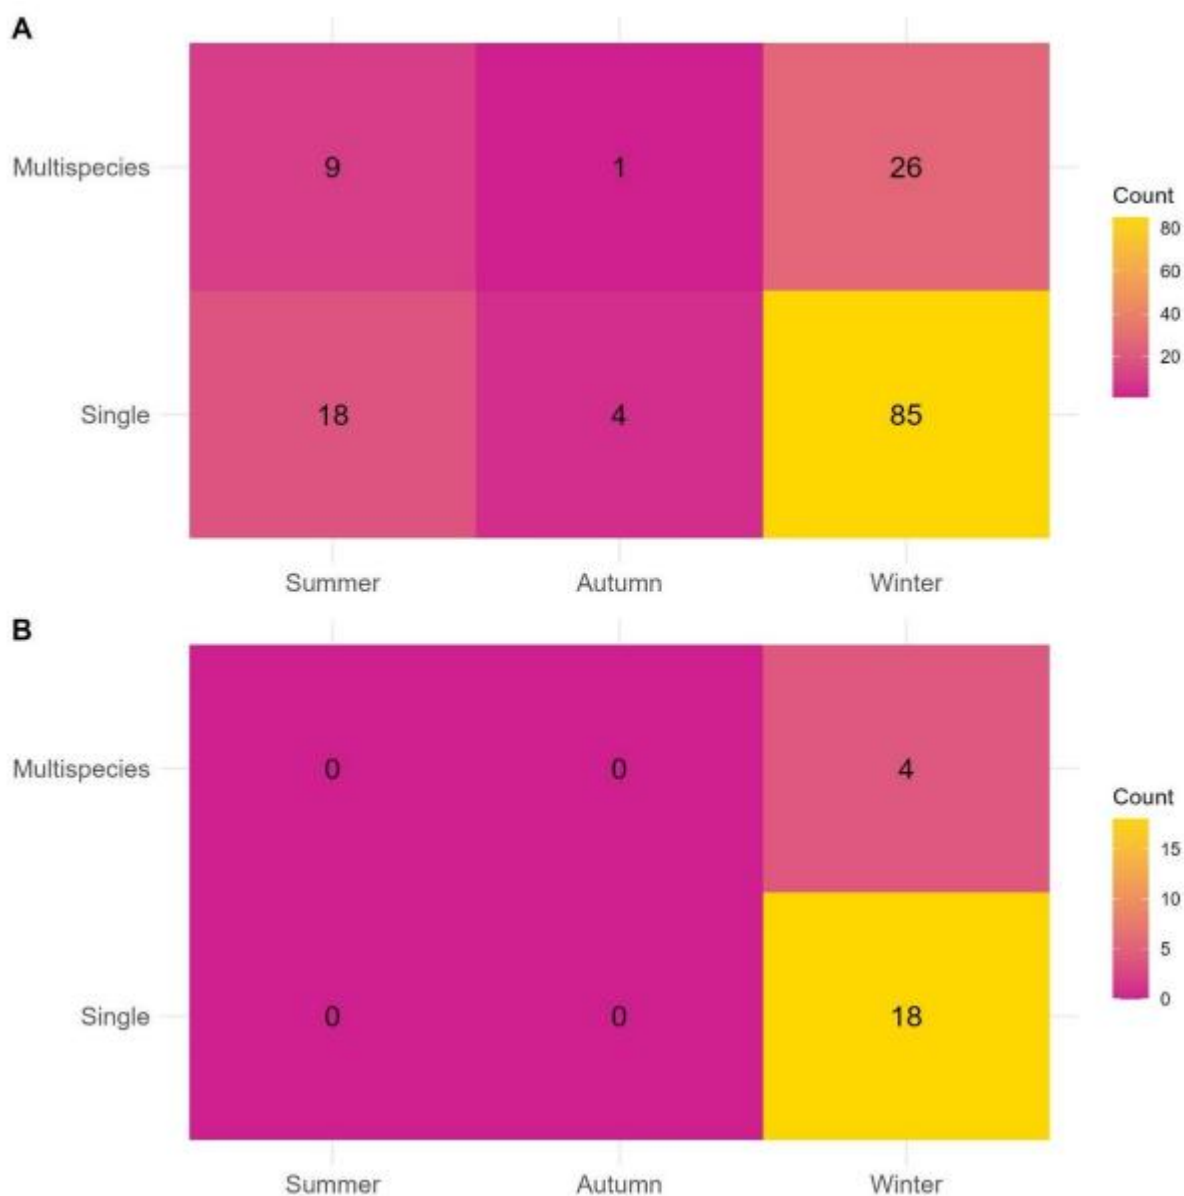 A
Multispecies 9 1 26
Count
80
60
40
20
Single 18 4 85
Summer Autumn Winter
B
Multispecies 0 0 4
Count
15
10
5
0
Single 0 0 18
Summer Autumn Winter